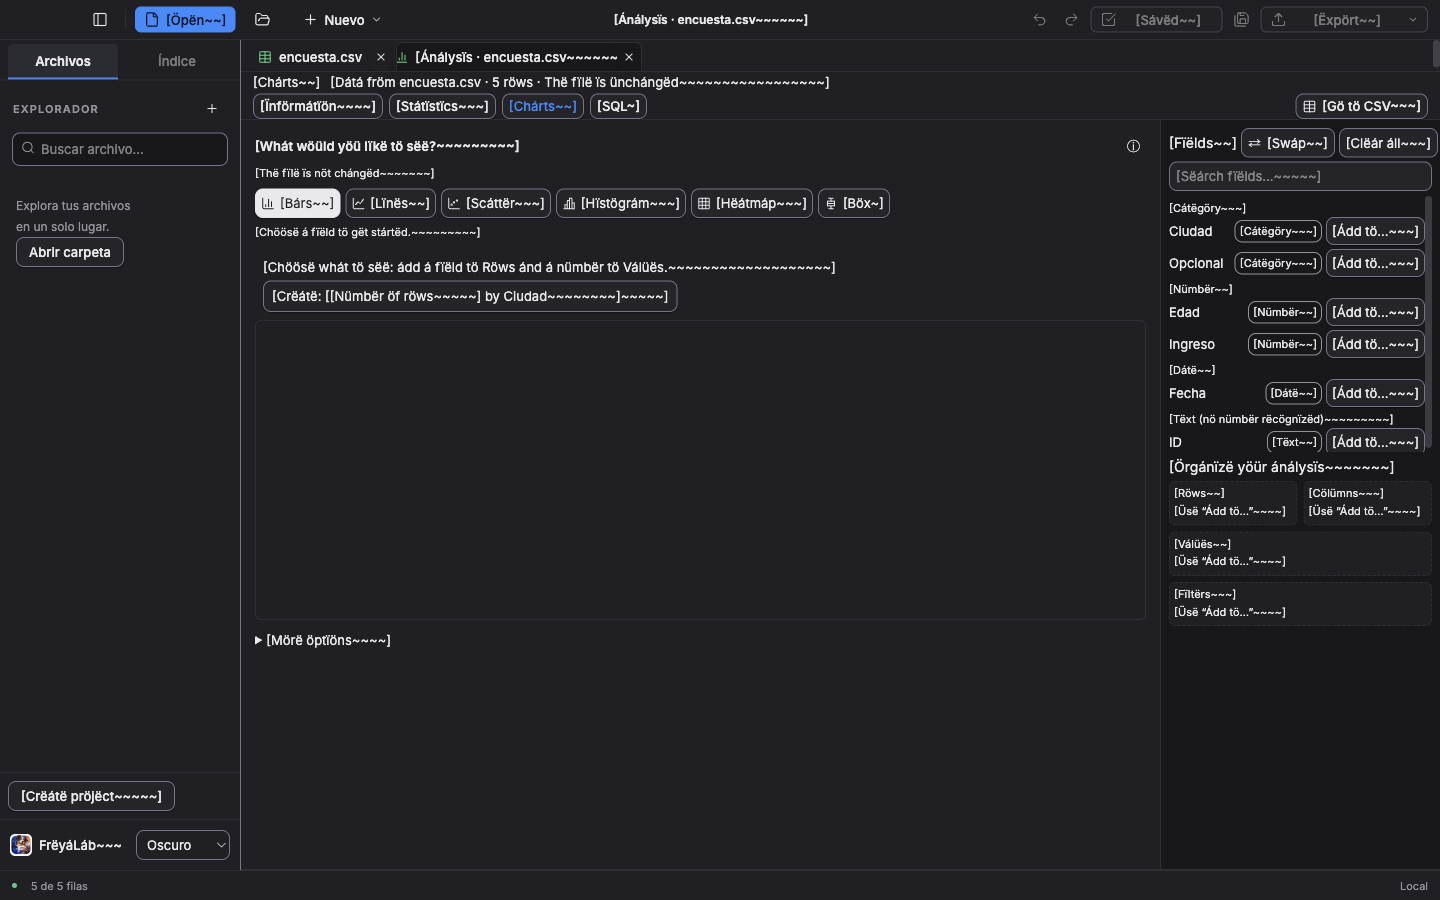 [Öpën~~]
Nuevo
[Ánálysïs · encuesta.csv~~~~~~]
[Sávëd~~]
[Ëxpört~~]
Archivos
Índice
encuesta.csv
[Ánálysïs · encuesta.csv~~~~~~
[Chárts~~] [Dátá fröm encuesta.csv · 5 röws · Thë fïlë ïs ünchángëd~~~~~~~~~~~~~~~~~]
[Ïnförmátïön~~~~]
[Státïstïcs~~~]
[Chárts~~]
[SQL~]
[Gö tö CSV~~~]
EXPLORADOR
Buscar archivo...
Explora tus archivos
en un solo lugar.
Abrir carpeta
[Whát wöüld yöü lïkë tö sëë?~~~~~~~~~]
[Thë fïlë ïs nöt chángëd~~~~~~~]
[Bárs~~]
[Lïnës~~]
[Scáttër~~~]
[Hïstögrám~~~]
[Hëátmáp~~~]
[Böx~]
[Chöösë á fïëld tö gët stártëd.~~~~~~~~~]
[Chöösë whát tö sëë: ádd á fïëld tö Röws ánd á nümbër tö Válüës.~~~~~~~~~~~~~~~~~~~]
[Crëátë: [[Nümbër öf röws~~~~~] by Ciudad~~~~~~~~]~~~~~]
[Mörë öptïöns~~~~]
[Fïëlds~~]
[Swáp~~]
[Clëár áll~~~]
[Sëárch fïëlds...~~~~~]
[Cátëgöry~~~]
Ciudad [Cátëgöry~~~] [Ádd tö...~~~]
Opcional [Cátëgöry~~~] [Ádd tö...~~~]
[Nümbër~~]
Edad [Nümbër~~] [Ádd tö...~~~]
Ingreso [Nümbër~~] [Ádd tö...~~~]
[Dátë~~]
Fecha [Dátë~~] [Ádd tö...~~~]
[Tëxt (nö nümbër rëcögnïzëd)~~~~~~~~~]
ID [Tëxt~~] [Ádd tö...~~~]
[Örgánïzë yöür ánálysïs~~~~~~~]
[Röws~~]
[Üsë “Ádd tö...”~~~~]
[Cölümns~~~]
[Üsë “Ádd tö...”~~~~]
[Válüës~~]
[Üsë “Ádd tö...”~~~~]
[Fïltërs~~~]
[Üsë “Ádd tö...”~~~~]
[Crëátë pröjëct~~~~~]
FrëyáLáb~~~
Oscuro
5 de 5 filas
Local